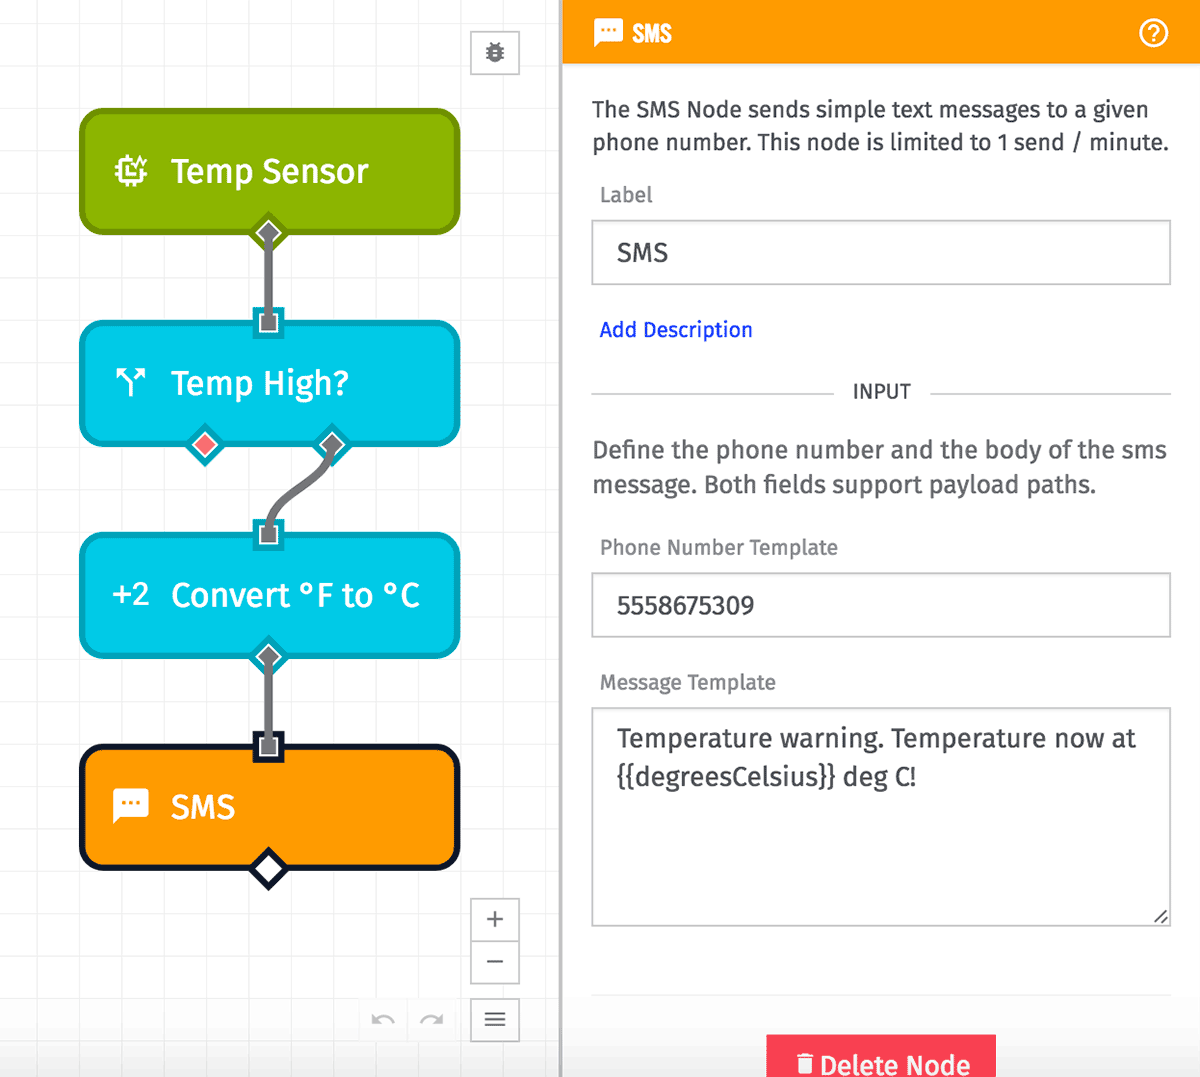 Temp Sensor
Temp High?
+2 Convert °F to °C
SMS
SMS
The SMS Node sends simple text messages to a given
phone number. This node is limited to 1 send / minute.
Label
SMS
Add Description
INPUT
Define the phone number and the body of the sms
message. Both fields support payload paths.
Phone Number Template
5558675309
Message Template
Temperature warning. Temperature now at
{{degreesCelsius}} deg C!
Delete Node